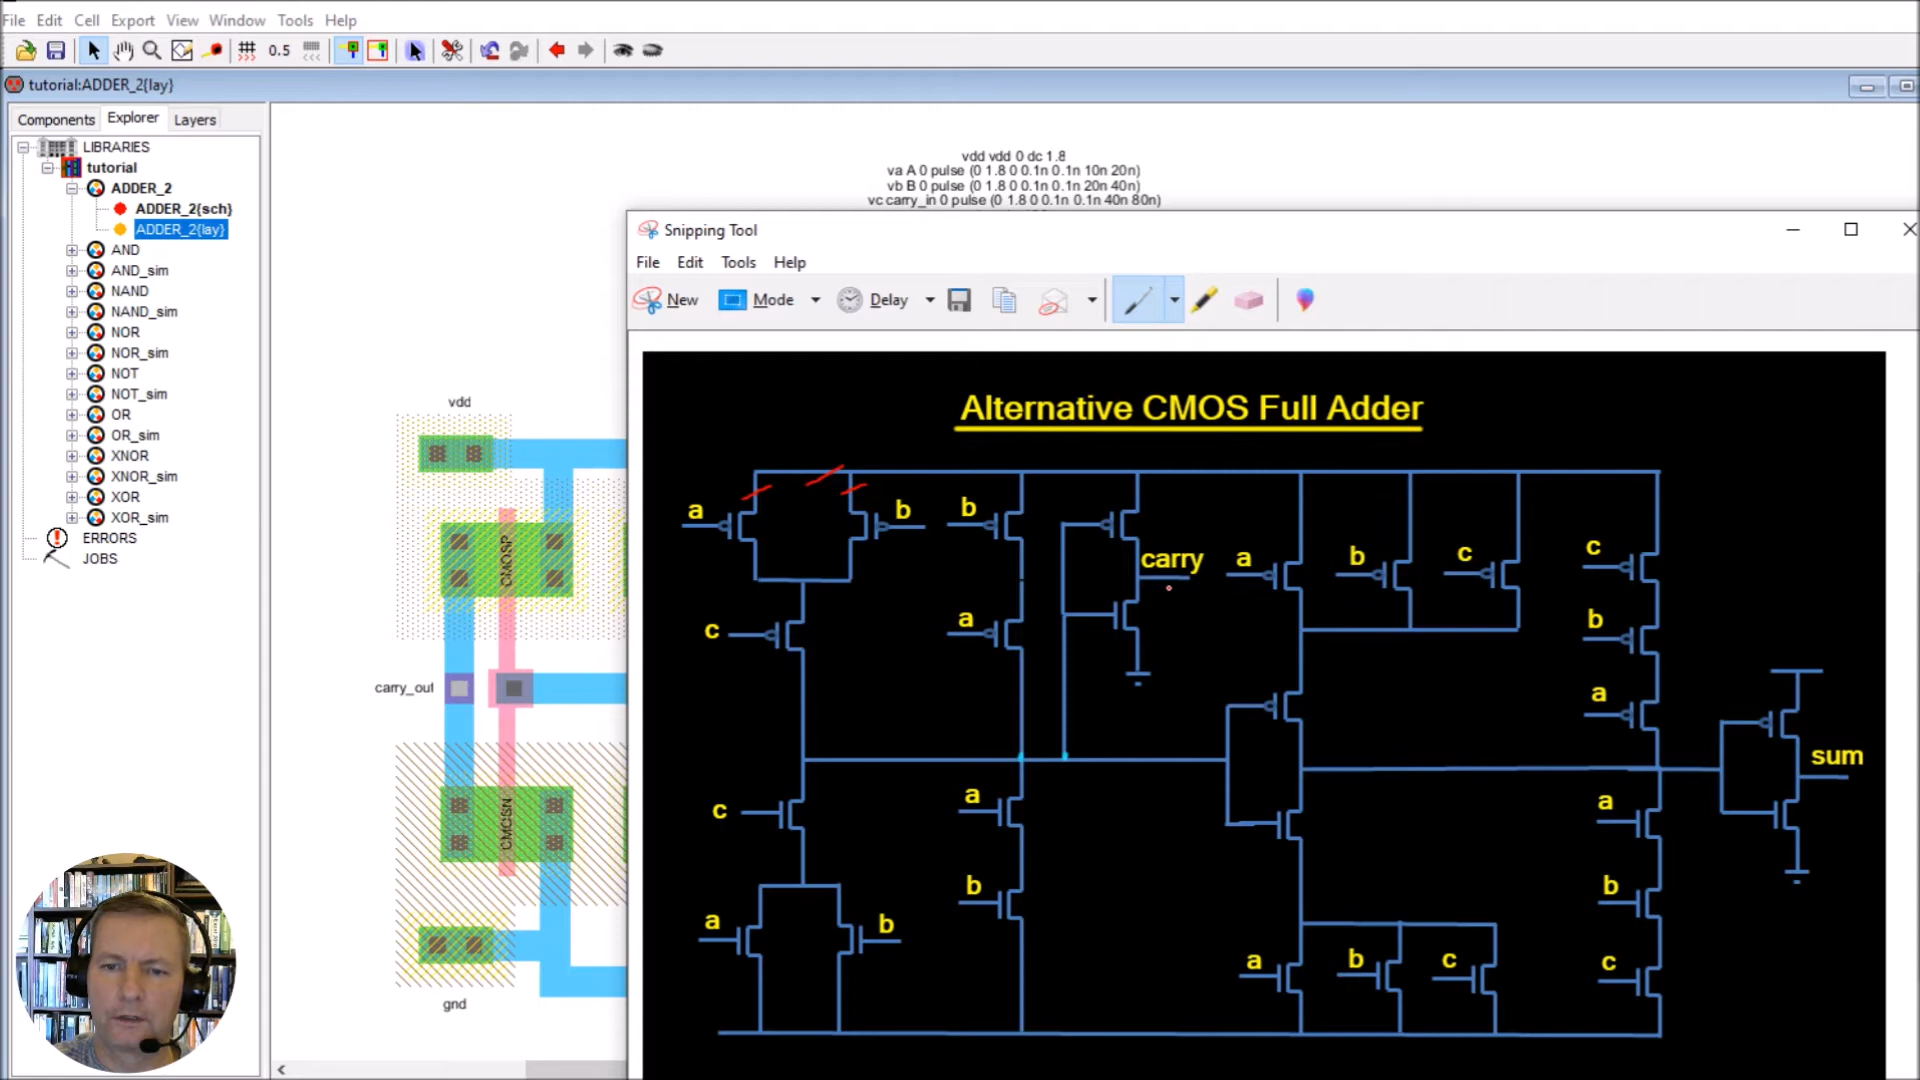 File Edit Cell Export View Window Tools Help
0.5
tutorial:ADDER_2{lay}
Components Explorer Layers
LIBRARIES
tutorial
ADDER_2
ADDER_2{sch}
ADDER_2{lay}
AND
AND_sim
NAND
NAND_sim
NOR
NOR_sim
NOT
NOT_sim
OR
OR_sim
XNOR
XNOR_sim
XOR
XOR_sim
ERRORS
JOBS
vdd vdd 0 dc 1.8
va A 0 pulse (0 1.8 0 0.1n 0.1n 10n 20n)
vb B 0 pulse (0 1.8 0 0.1n 0.1n 20n 40n)
vc carry_in 0 pulse (0 1.8 0 0.1n 0.1n 40n 80n)
vdd
CMOSP
carry_out
CMOSN
gnd
Snipping Tool
File Edit Tools Help
New Mode Delay
Alternative CMOS Full Adder
a b b
carry a b c c
c a b
a
sum
c a a
b b
a b
a b c c